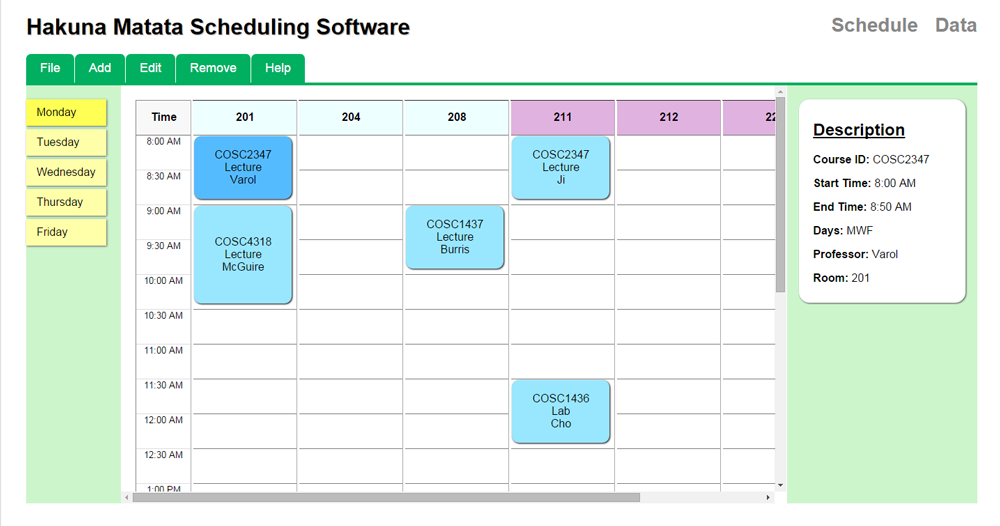 Hakuna Matata Scheduling Software
Schedule Data
File Add Edit Remove Help
Monday
Tuesday
Wednesday
Thursday
Friday
Time 201 204 208 211 212
8:00 AM
8:30 AM
9:00 AM
9:30 AM
10:00 AM
10:30 AM
11:00 AM
11:30 AM
12:00 AM
12:30 AM
1:00 PM
COSC2347
Lecture
Varol
COSC4318
Lecture
McGuire
COSC1437
Lecture
Burris
COSC2347
Lecture
Ji
COSC1436
Lab
Cho
Description
Course ID: COSC2347
Start Time: 8:00 AM
End Time: 8:50 AM
Days: MWF
Professor: Varol
Room: 201